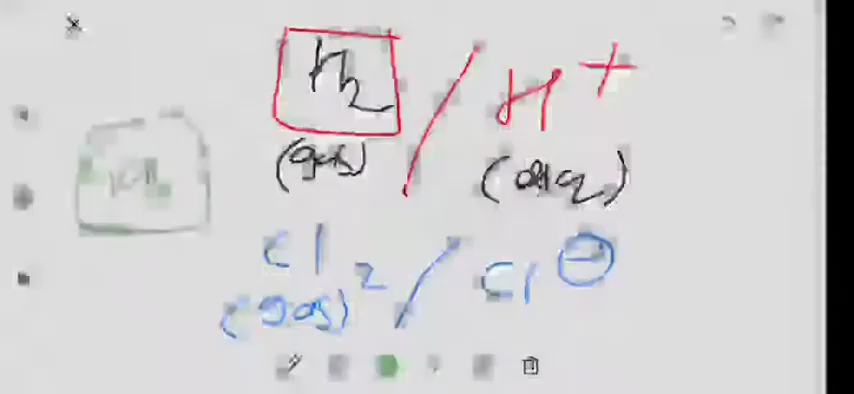 H2 / H+
(gas) (aq)
Cl2 / Cl⊖
(gas)